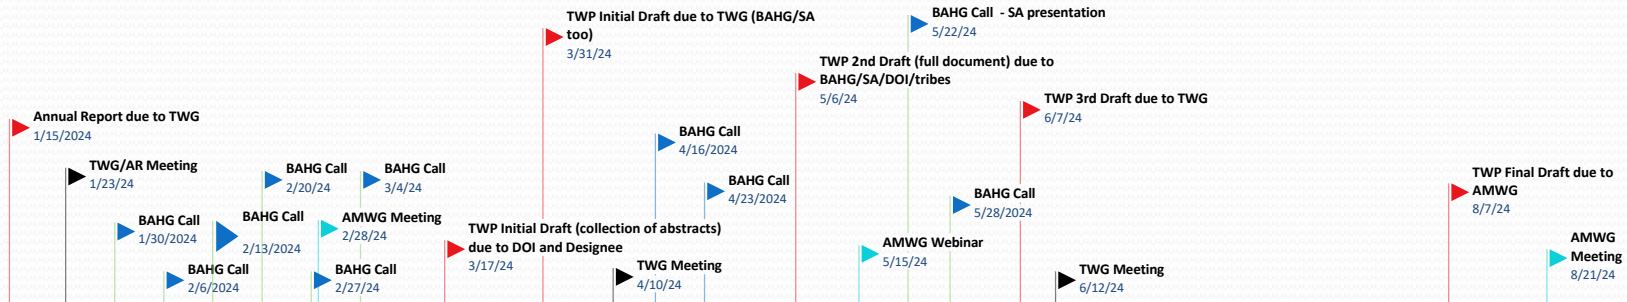 Annual Report due to TWG
1/15/2024
TWG/AR Meeting
1/23/24
BAHG Call
1/30/2024
BAHG Call
2/6/2024
BAHG Call
2/13/2024
BAHG Call
2/20/24
BAHG Call
2/27/24
AMWG Meeting
2/28/24
BAHG Call
3/4/24
TWP Initial Draft (collection of abstracts)
due to DOI and Designee
3/17/24
TWP Initial Draft due to TWG (BAHG/SA
too)
3/31/24
TWG Meeting
4/10/24
BAHG Call
4/16/2024
BAHG Call
4/23/2024
TWP 2nd Draft (full document) due to
BAHG/SA/DOI/tribes
5/6/24
AMWG Webinar
5/15/24
BAHG Call - SA presentation
5/22/24
BAHG Call
5/28/2024
TWP 3rd Draft due to TWG
6/7/24
TWG Meeting
6/12/24
TWP Final Draft due to
AMWG
8/7/24
AMWG
Meeting
8/21/24